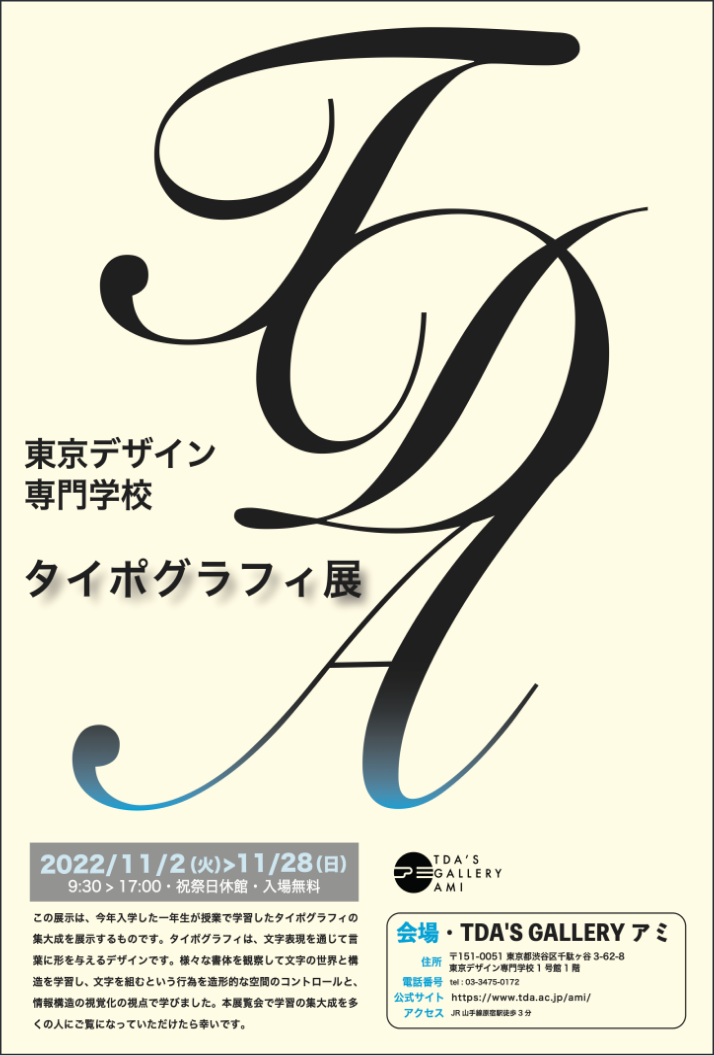 TDA
東京デザイン
専門学校
タイポグラフィ展
2022/11/2(火)>11/28(日)
9:30 > 17:00・祝祭日休館・入場無料
この展示は、今年入学した一年生が授業で学習したタイポグラフィの
集大成を展示するものです。タイポグラフィは、文字表現を通じて言
葉に形を与えるデザインです。様々な書体を観察して文字の世界と構
造を学習し、文字を組むという行為を造形的な空間のコントロールと、
情報構造の視覚化の視点で学びました。本展覧会で学習の集大成を多
くの人にご覧になっていただけたら幸いです。
TDA'S
GALLERY
AMI
会場・TDA'S GALLERY アミ
住所 〒151-0051 東京都渋谷区千駄ヶ谷 3-62-8
東京デザイン専門学校 1 号館 1 階
電話番号 tel : 03-3475-0172
公式サイト https://www.tda.ac.jp/ami/
アクセス JR 山手線原宿駅徒歩 3 分